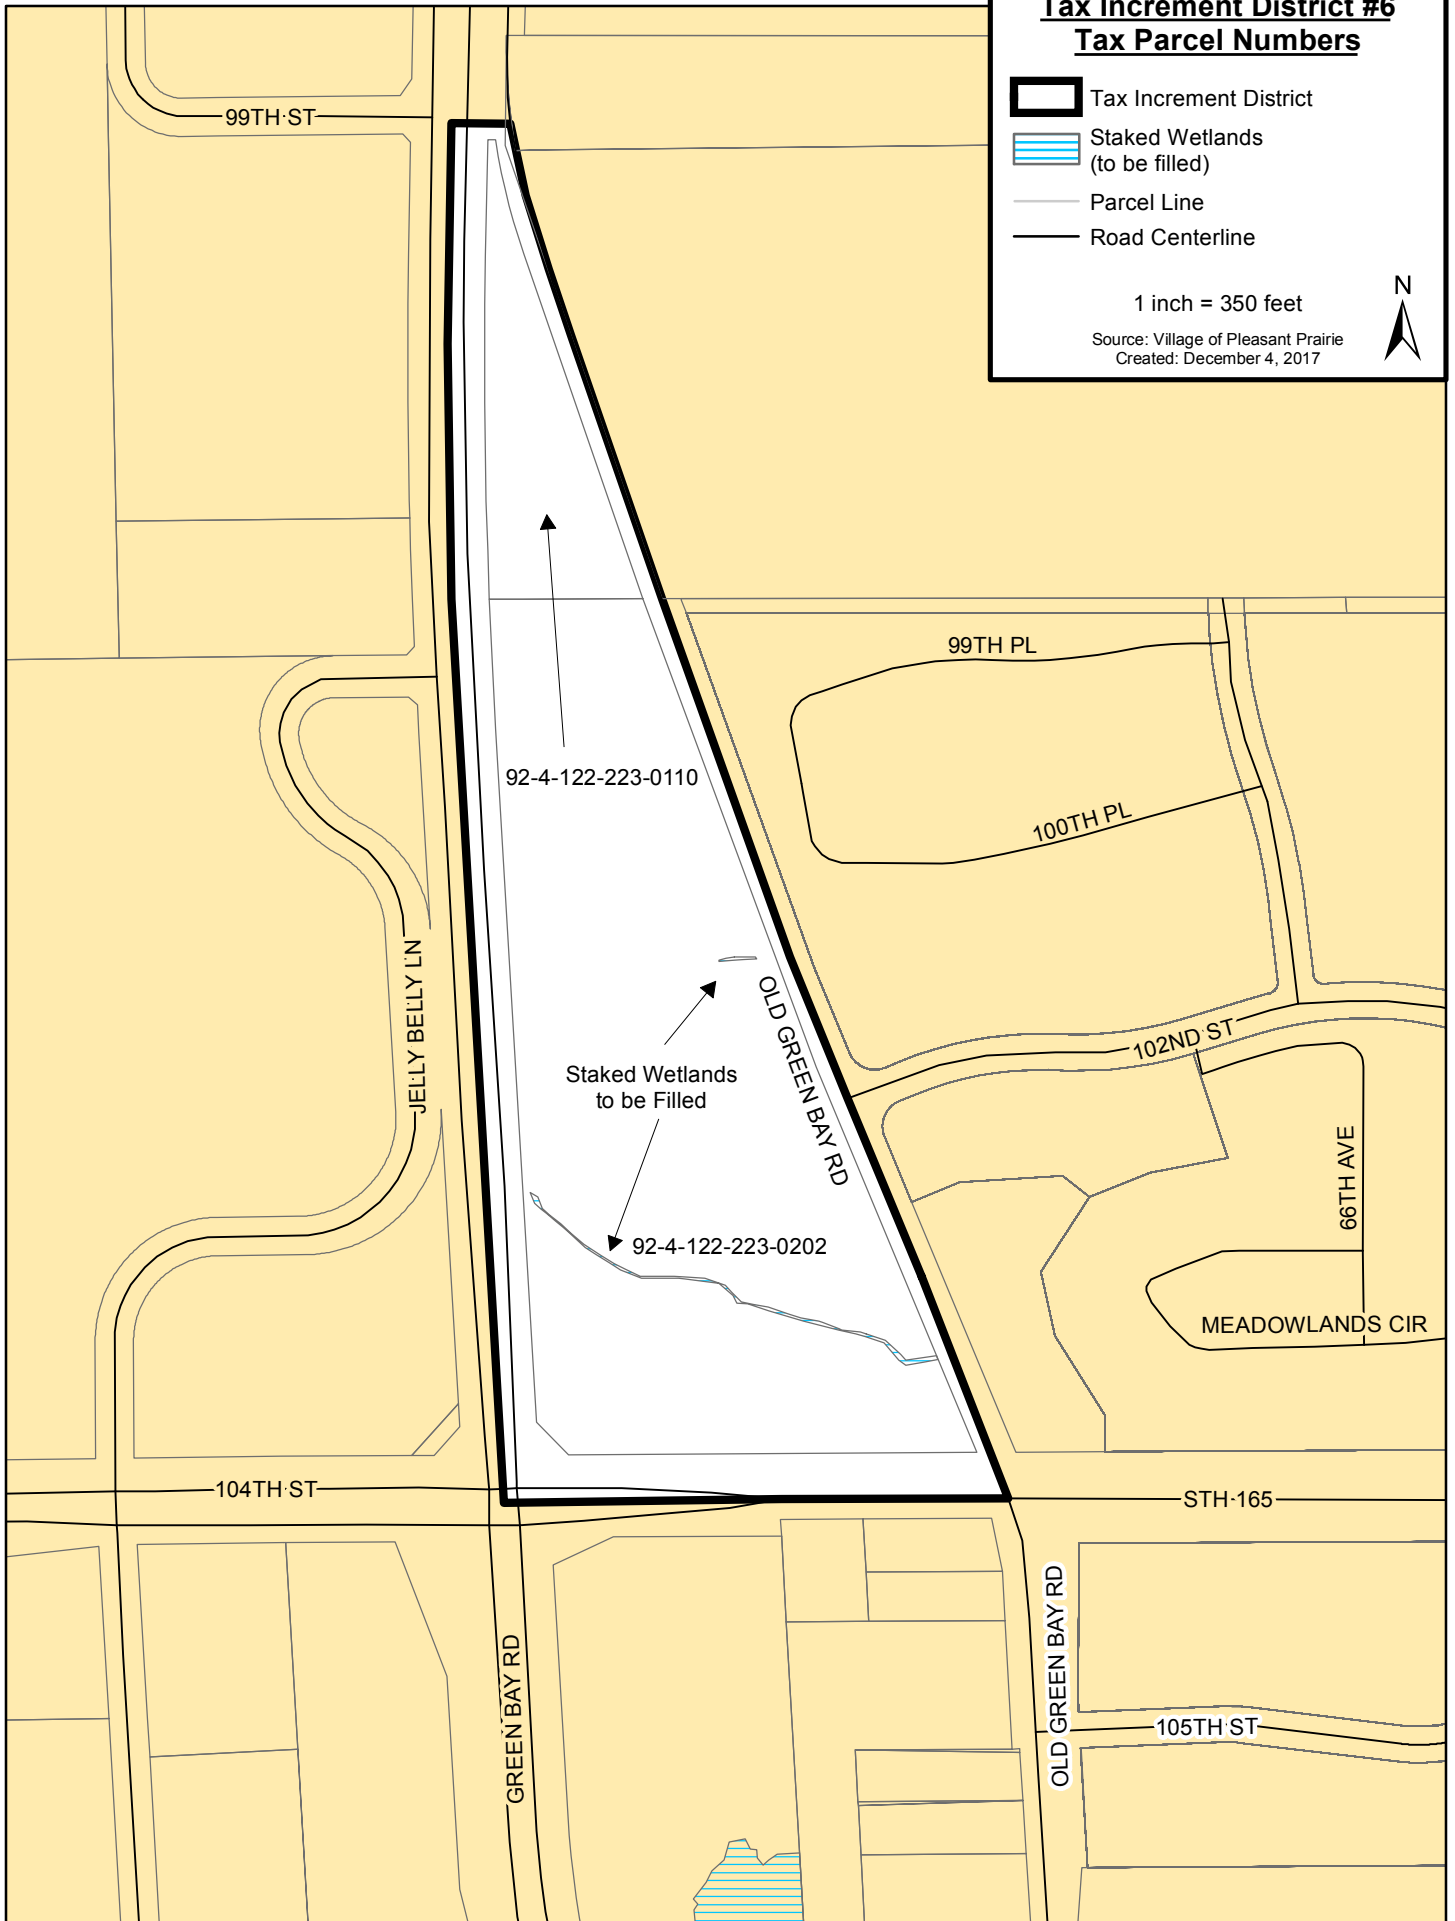 Tax Increment District #6
Tax Parcel Numbers
Tax Increment District
Staked Wetlands
(to be filled)
Parcel Line
Road Centerline
1 inch = 350 feet
N
Source: Village of Pleasant Prairie
Created: December 4, 2017
99TH ST
99TH PL
92-4-122-223-0110
100TH PL
JELLY BELLY LN
OLD GREEN BAY RD
102ND ST
Staked Wetlands
to be Filled
66TH AVE
92-4-122-223-0202
MEADOWLANDS CIR
104TH ST
STH 165
GREEN BAY RD
OLD GREEN BAY RD
105TH ST